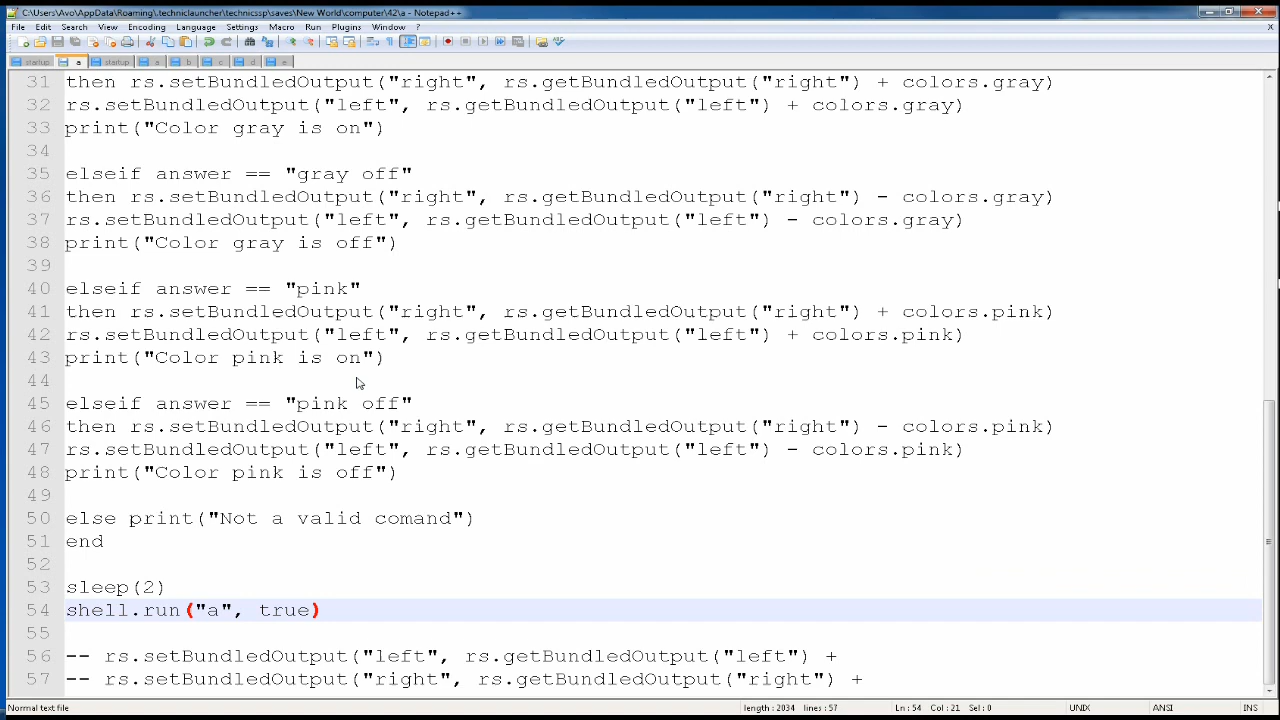 C:\Users\Avo\AppData\Roaming\.techniclauncher\technicssp\saves\New World\computer\42\a - Notepad++
File Edit Search View Encoding Language Settings Macro Run Plugins Window ? X
startup a startup a b c d e
31 then rs.setBundledOutput("right", rs.getBundledOutput("right") + colors.gray)
32 rs.setBundledOutput("left", rs.getBundledOutput("left") + colors.gray)
33 print("Color gray is on")
34
35 elseif answer == "gray off"
36 then rs.setBundledOutput("right", rs.getBundledOutput("right") - colors.gray)
37 rs.setBundledOutput("left", rs.getBundledOutput("left") - colors.gray)
38 print("Color gray is off")
39
40 elseif answer == "pink"
41 then rs.setBundledOutput("right", rs.getBundledOutput("right") + colors.pink)
42 rs.setBundledOutput("left", rs.getBundledOutput("left") + colors.pink)
43 print("Color pink is on")
44
45 elseif answer == "pink off"
46 then rs.setBundledOutput("right", rs.getBundledOutput("right") - colors.pink)
47 rs.setBundledOutput("left", rs.getBundledOutput("left") - colors.pink)
48 print("Color pink is off")
49
50 else print("Not a valid comand")
51 end
52
53 sleep(2)
54 shell.run("a", true)
55
56 -- rs.setBundledOutput("left", rs.getBundledOutput("left") +
57 -- rs.setBundledOutput("right", rs.getBundledOutput("right") +
Normal text file length : 2034 lines : 57 Ln : 54 Col : 21 Sel : 0 UNIX ANSI INS